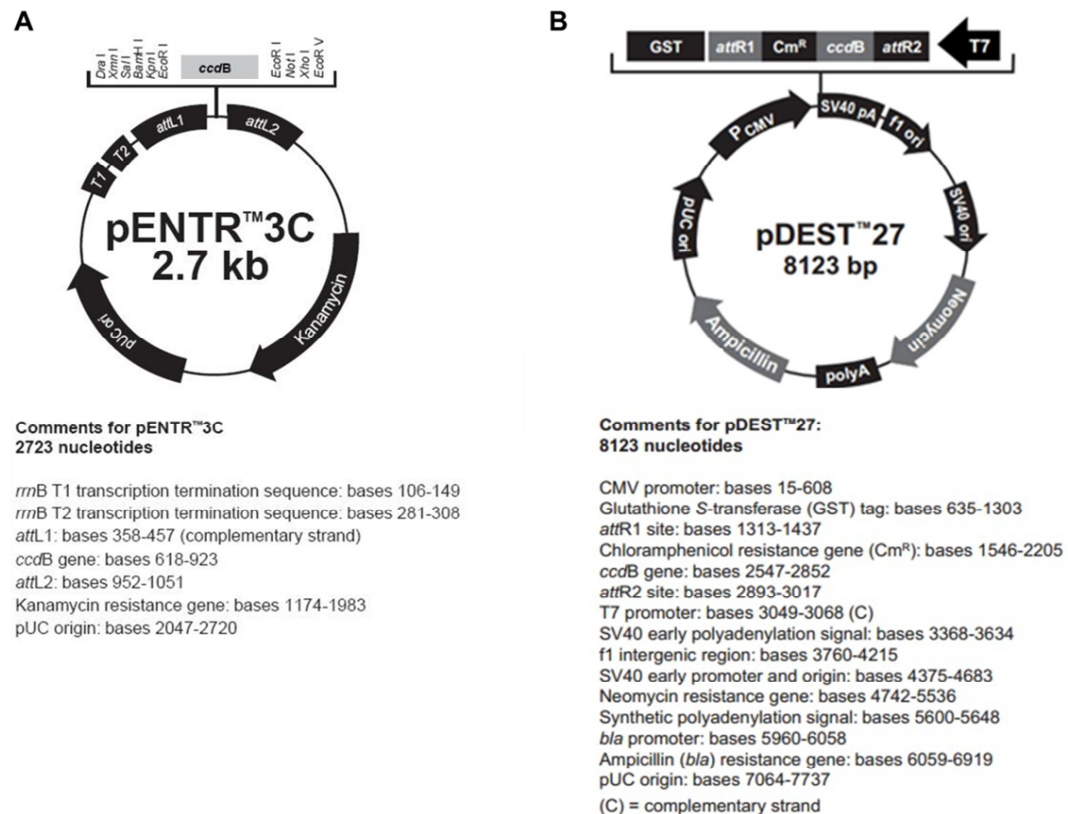 A
Dra I
Xmn I
Sal I
BamH I
Kpn I
EcoR I
ccdB
EcoR I
Not I
Xho I
EcoR V
attL1
attL2
T2
T1
pENTR™3C
2.7 kb
Kanamycin
pUC ori
Comments for pENTR™3C
2723 nucleotides
rrnB T1 transcription termination sequence: bases 106-149
rrnB T2 transcription termination sequence: bases 281-308
attL1: bases 358-457 (complementary strand)
ccdB gene: bases 618-923
attL2: bases 952-1051
Kanamycin resistance gene: bases 1174-1983
pUC origin: bases 2047-2720
B
GST attR1 CmR ccdB attR2 T7
PCMV
SV40 pA
f1 ori
SV40 ori
pUC ori
pDEST™27
8123 bp
Neomycin
Ampicillin
polyA
Comments for pDEST™27:
8123 nucleotides
CMV promoter: bases 15-608
Glutathione S-transferase (GST) tag: bases 635-1303
attR1 site: bases 1313-1437
Chloramphenicol resistance gene (CmR): bases 1546-2205
ccdB gene: bases 2547-2852
attR2 site: bases 2893-3017
T7 promoter: bases 3049-3068 (C)
SV40 early polyadenylation signal: bases 3368-3634
f1 intergenic region: bases 3760-4215
SV40 early promoter and origin: bases 4375-4683
Neomycin resistance gene: bases 4742-5536
Synthetic polyadenylation signal: bases 5600-5648
bla promoter: bases 5960-6058
Ampicillin (bla) resistance gene: bases 6059-6919
pUC origin: bases 7064-7737
(C) = complementary strand